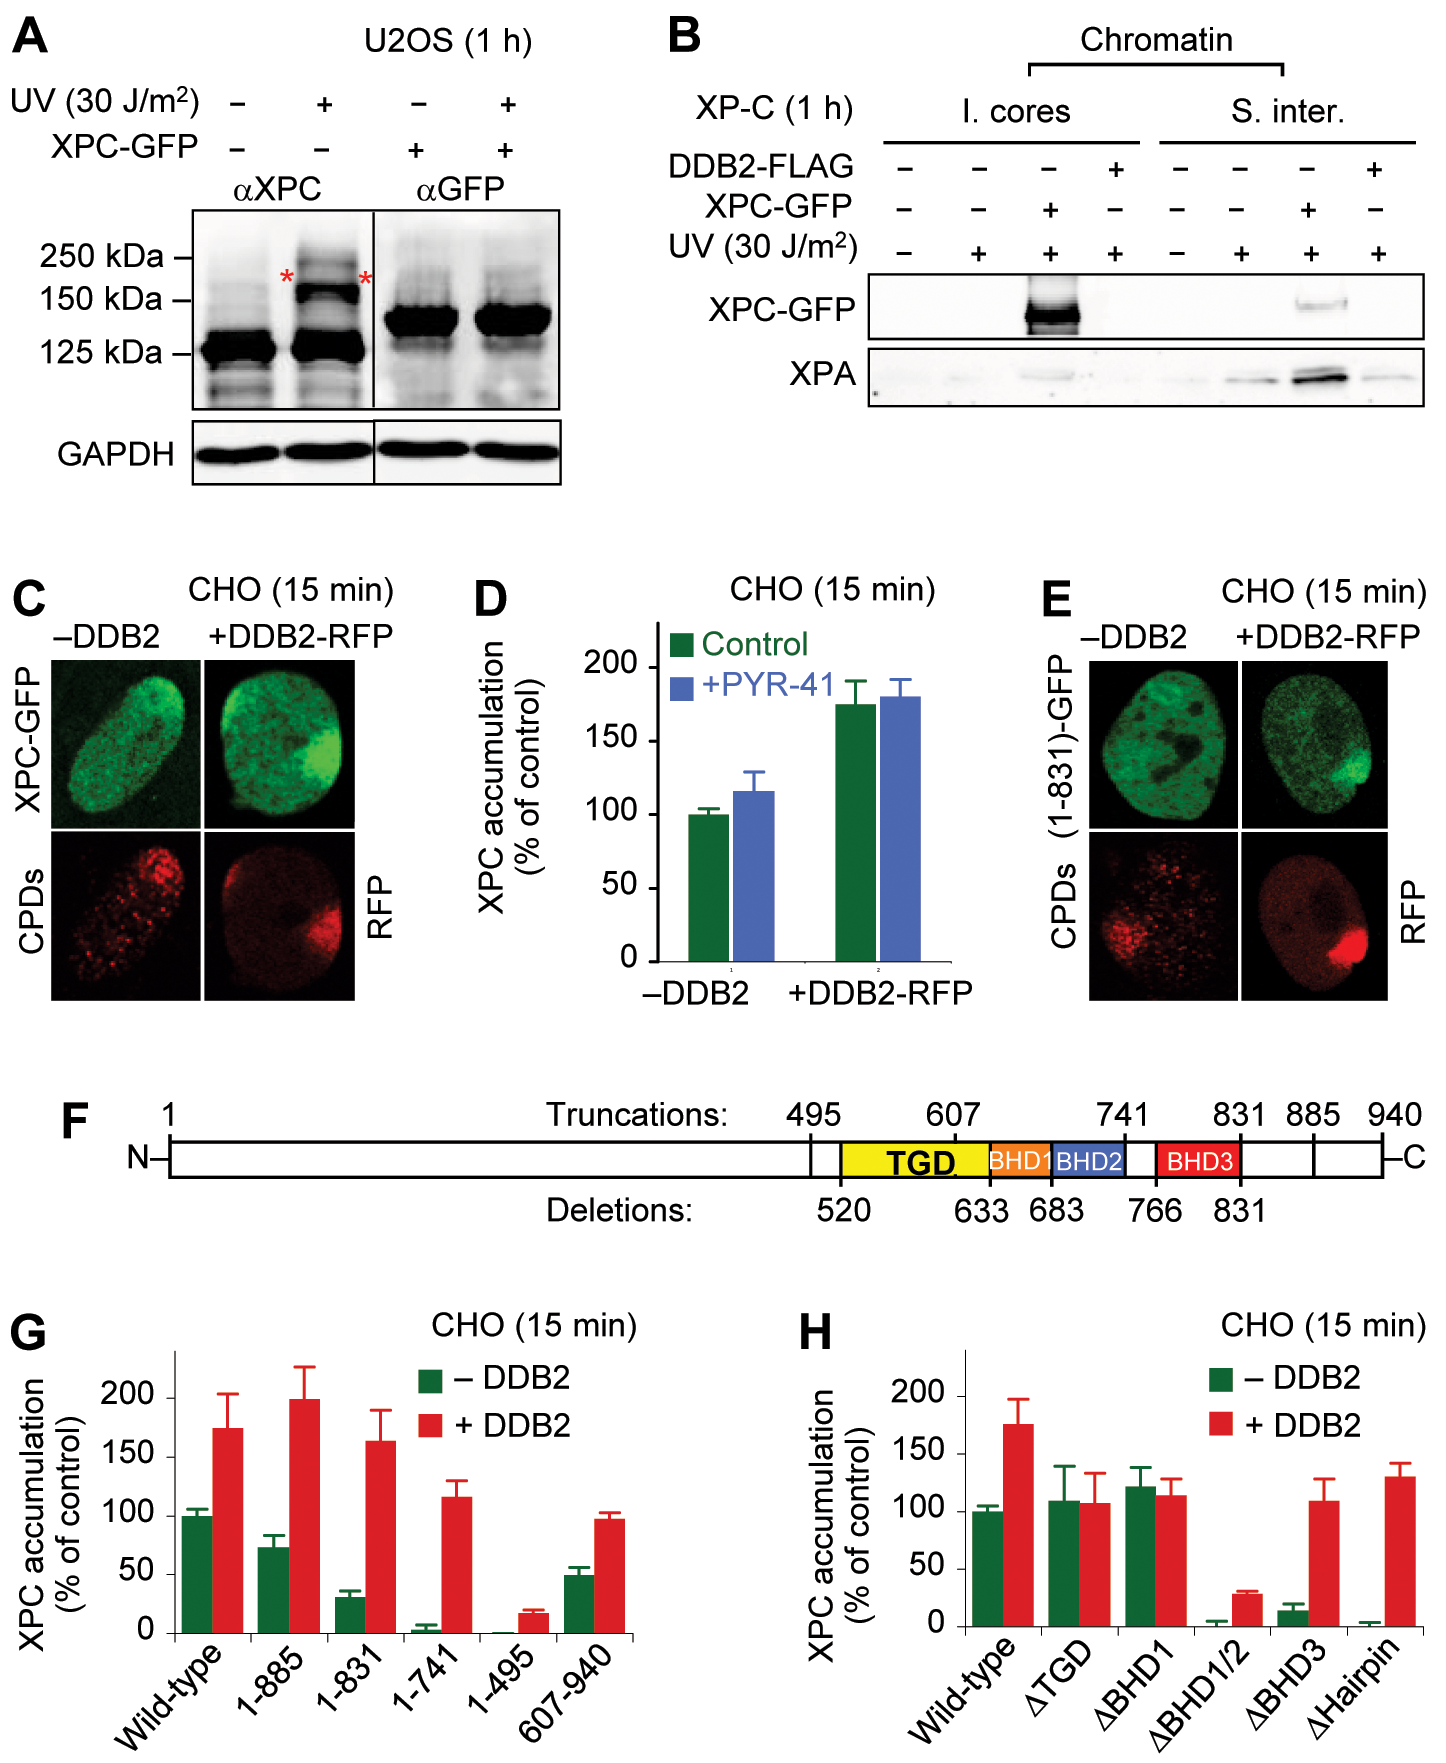 A
U2OS (1 h)
UV (30 J/m2) – + – +
XPC-GFP – – + +
αXPC αGFP
250 kDa
* *
150 kDa
125 kDa
GAPDH
B
Chromatin
XP-C (1 h) I. cores S. inter.
DDB2-FLAG – – – + – – – +
XPC-GFP – – + – – – + –
UV (30 J/m2) – + + + – + + +
XPC-GFP
XPA
C
CHO (15 min)
–DDB2 +DDB2-RFP
XPC-GFP
CPDs
RFP
D
CHO (15 min)
XPC accumulation
(% of control)
Control
+PYR-41
200
150
100
50
0
1 2
–DDB2 +DDB2-RFP
E
CHO (15 min)
–DDB2 +DDB2-RFP
(1-831)-GFP
CPDs
RFP
F
1 Truncations: 495 607 741 831 885 940
N TGD BHD1 BHD2 BHD3 C
Deletions: 520 633 683 766 831
G
CHO (15 min)
XPC accumulation
(% of control)
– DDB2
+ DDB2
200
150
100
50
0
Wild-type 1-885 1-831 1-741 1-495 607-940
H
CHO (15 min)
XPC accumulation
(% of control)
– DDB2
+ DDB2
200
150
100
50
0
Wild-type ΔTGD ΔBHD1 ΔBHD1/2 ΔBHD3 ΔHairpin